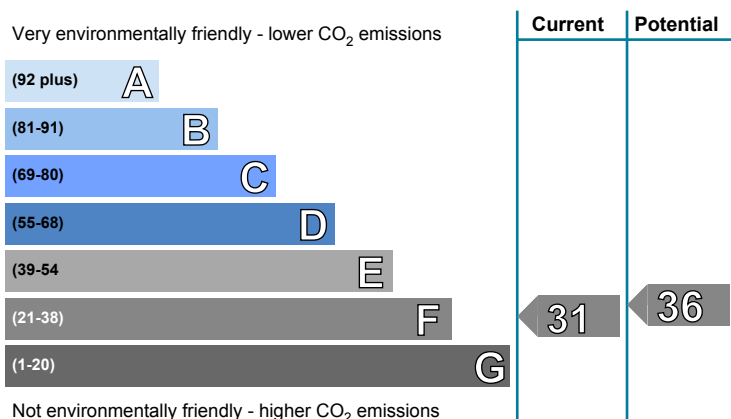 Current Potential
Very environmentally friendly - lower CO₂ emissions
(92 plus) A
(81-91) B
(69-80) C
(55-68) D
(39-54 E
(21-38) F 31 36
(1-20) G
Not environmentally friendly - higher CO₂ emissions